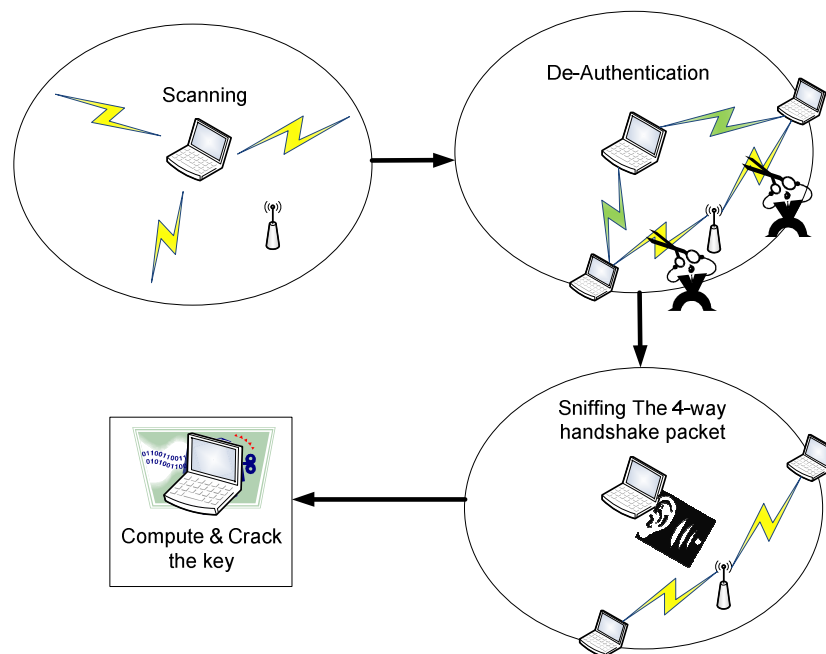 Scanning
De-Authentication
Sniffing The 4-way
handshake packet
Compute & Crack
the key